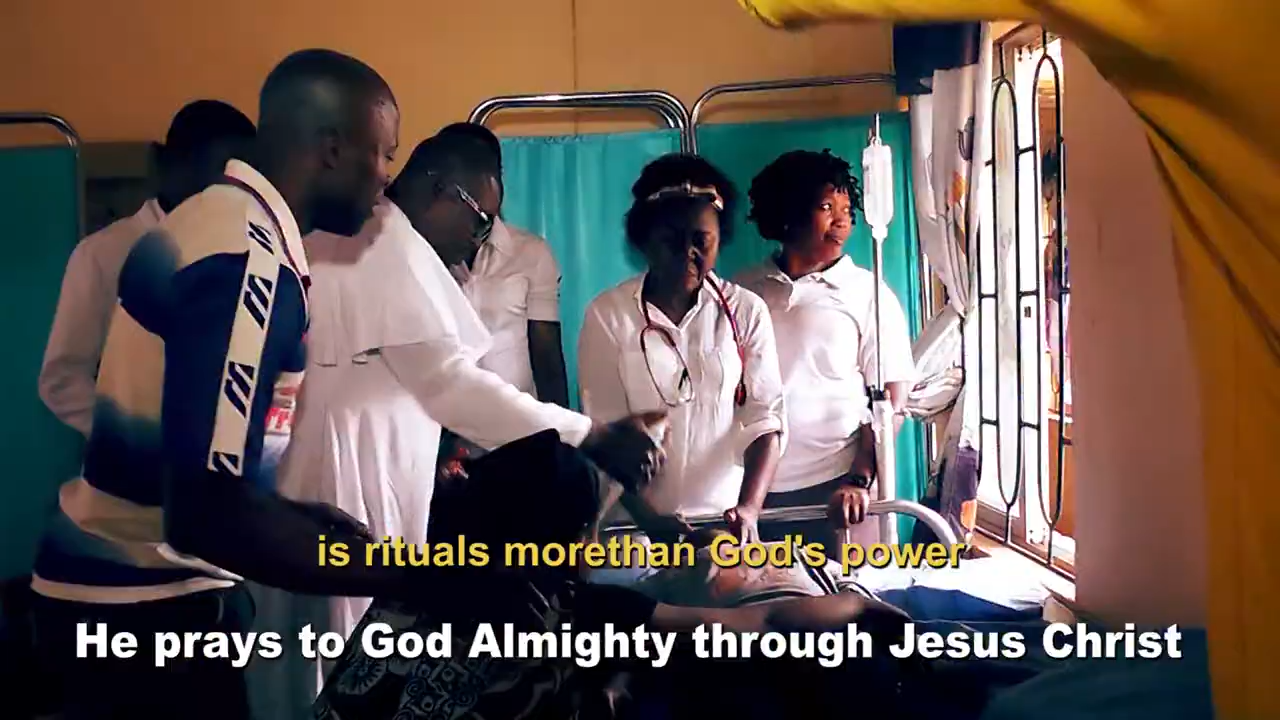 is rituals morethan God's power
He prays to God Almighty through Jesus Christ